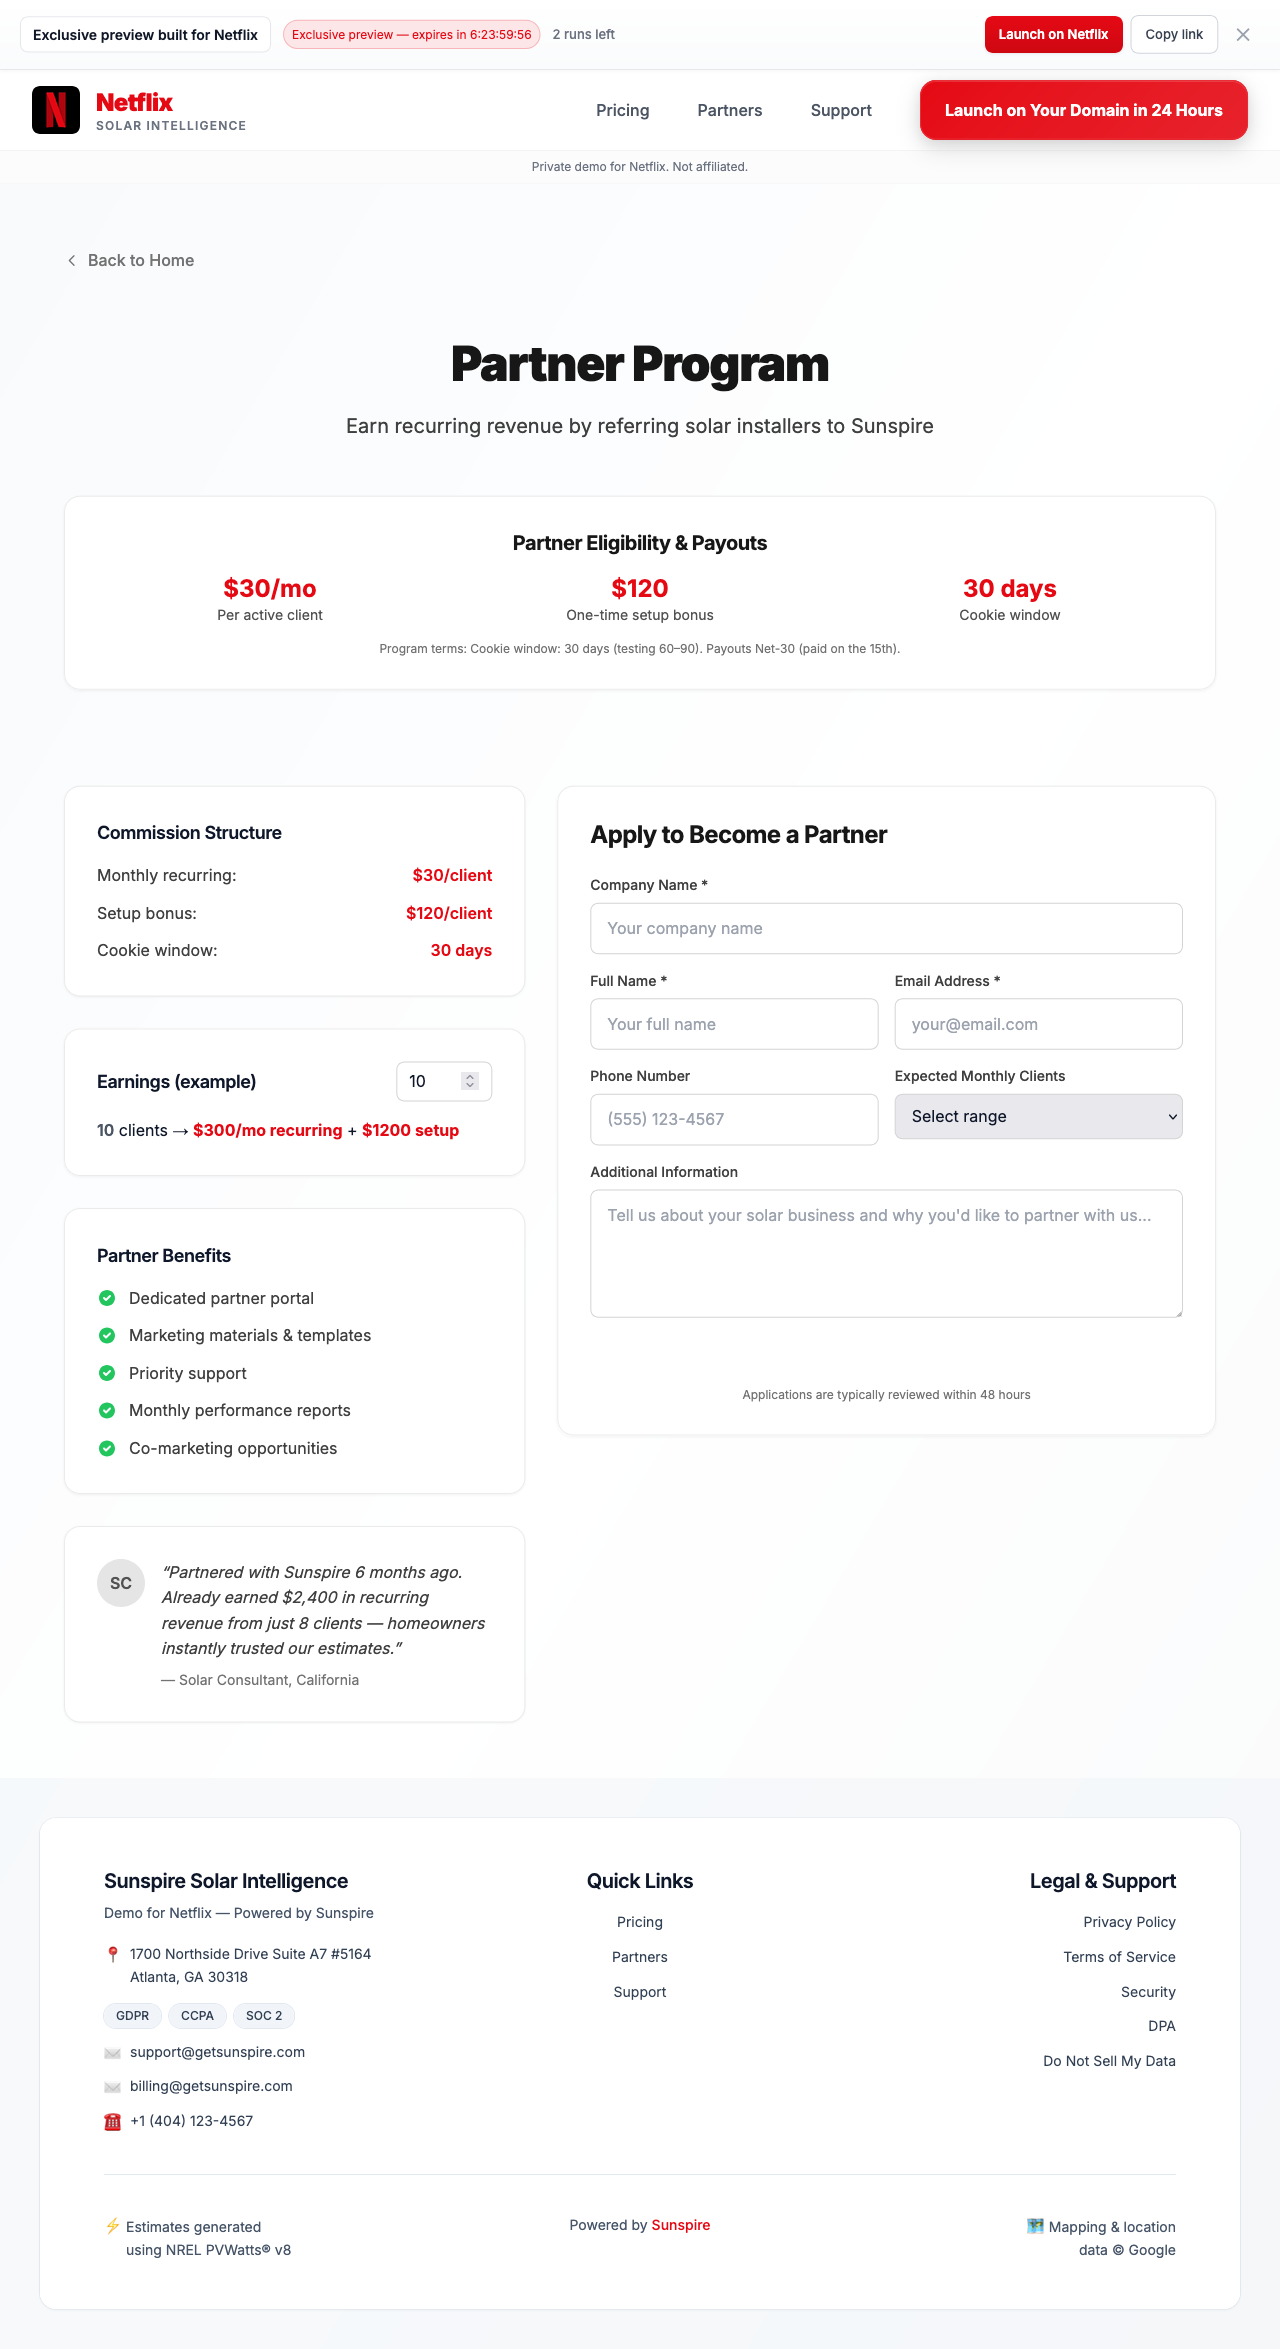 Exclusive preview built for Netflix
Exclusive preview — expires in 6:23:59:56
2 runs left
Launch on Netflix
Copy link
Netflix
SOLAR INTELLIGENCE
Pricing
Partners
Support
Launch on Your Domain in 24 Hours
Private demo for Netflix. Not affiliated.
Back to Home
Partner Program
Earn recurring revenue by referring solar installers to Sunspire
Partner Eligibility & Payouts
$30/mo
Per active client
$120
One-time setup bonus
30 days
Cookie window
Program terms: Cookie window: 30 days (testing 60–90). Payouts Net-30 (paid on the 15th).
Commission Structure
Monthly recurring: $30/client
Setup bonus: $120/client
Cookie window: 30 days
Earnings (example) 10
10 clients → $300/mo recurring + $1200 setup
Partner Benefits
Dedicated partner portal
Marketing materials & templates
Priority support
Monthly performance reports
Co-marketing opportunities
SC
“Partnered with Sunspire 6 months ago.
Already earned $2,400 in recurring
revenue from just 8 clients — homeowners
instantly trusted our estimates.”
— Solar Consultant, California
Apply to Become a Partner
Company Name *
Your company name
Full Name *
Your full name
Email Address *
your@email.com
Phone Number
(555) 123-4567
Expected Monthly Clients
Select range
Additional Information
Tell us about your solar business and why you'd like to partner with us...
Applications are typically reviewed within 48 hours
Sunspire Solar Intelligence
Demo for Netflix — Powered by Sunspire
1700 Northside Drive Suite A7 #5164
Atlanta, GA 30318
GDPR
CCPA
SOC 2
support@getsunspire.com
billing@getsunspire.com
+1 (404) 123-4567
Quick Links
Pricing
Partners
Support
Legal & Support
Privacy Policy
Terms of Service
Security
DPA
Do Not Sell My Data
Estimates generated
using NREL PVWatts® v8
Powered by Sunspire
Mapping & location
data © Google